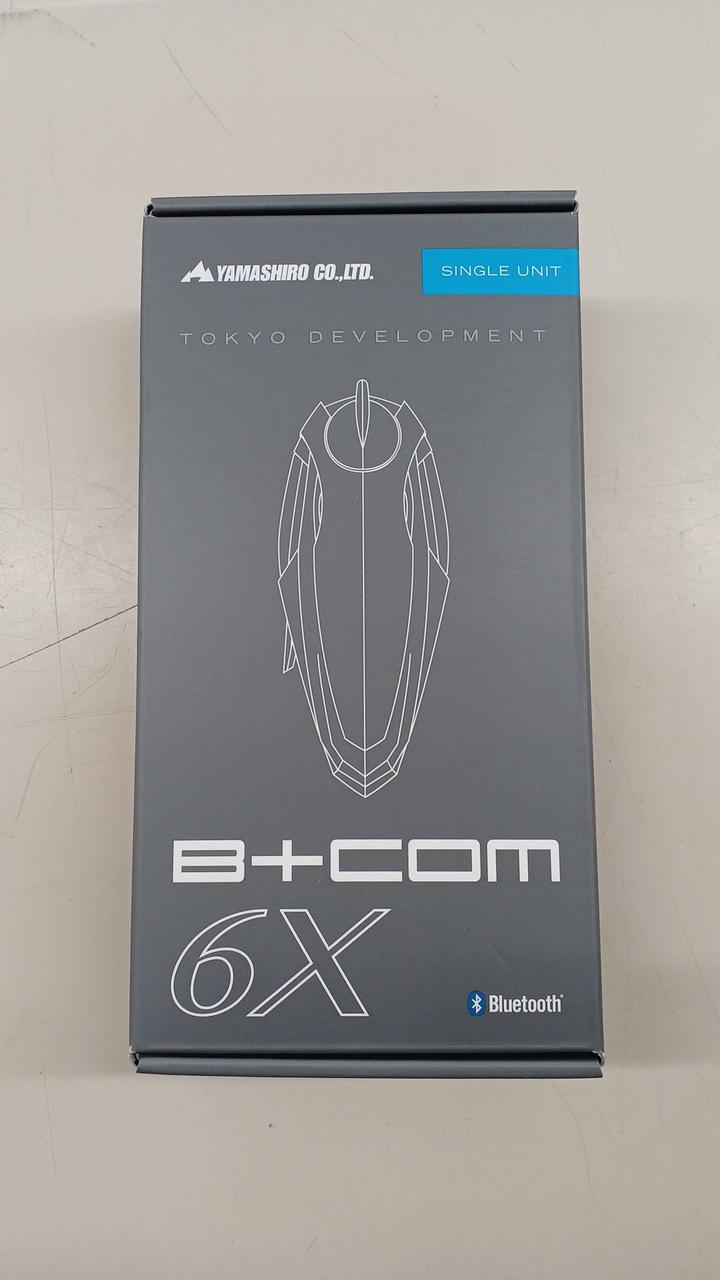 YAMASHIRO CO.,LTD.
SINGLE UNIT
TOKYO DEVELOPMENT
B+COM
6X
Bluetooth®